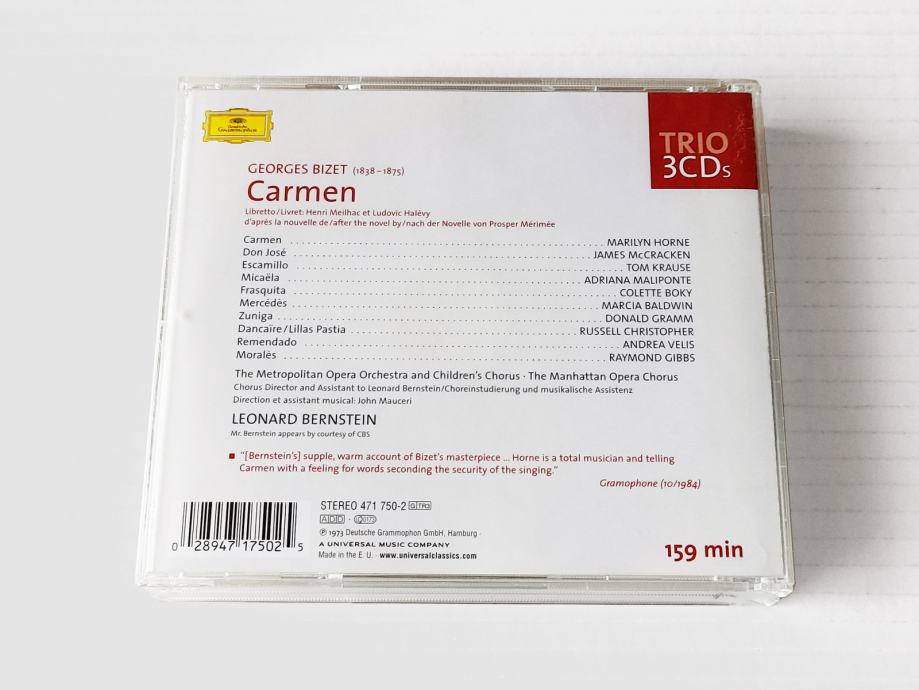 Deutsche
Grammophon
TRIO
3CDs
GEORGES BIZET (1838–1875)
Carmen
Libretto/Livret: Henri Meilhac et Ludovic Halévy
d'après la nouvelle de/after the novel by/nach der Novelle von Prosper Mérimée
Carmen .......... MARILYN HORNE
Don José .......... JAMES McCRACKEN
Escamillo .......... TOM KRAUSE
Micaëla .......... ADRIANA MALIPONTE
Frasquita .......... COLETTE BOKY
Mercédès .......... MARCIA BALDWIN
Zuniga .......... DONALD GRAMM
Dancaïre/Lillas Pastia .......... RUSSELL CHRISTOPHER
Remendado .......... ANDREA VELIS
Moralès .......... RAYMOND GIBBS
The Metropolitan Opera Orchestra and Children's Chorus · The Manhattan Opera Chorus
Chorus Director and Assistant to Leonard Bernstein/Choreinstudierung und musikalische Assistenz
Direction et assistant musical: John Mauceri
LEONARD BERNSTEIN
Mr. Bernstein appears by courtesy of CBS
"[Bernstein's] supple, warm account of Bizet's masterpiece ... Horne is a total musician and telling
Carmen with a feeling for words seconding the security of the singing."
Gramophone (10/1984)
STEREO 471 750-2 GTR3
ADD · LC 0173
℗ 1973 Deutsche Grammophon GmbH, Hamburg ·
A UNIVERSAL MUSIC COMPANY
Made in the E. U. · www.universalclassics.com
0 28947 17502 5
159 min